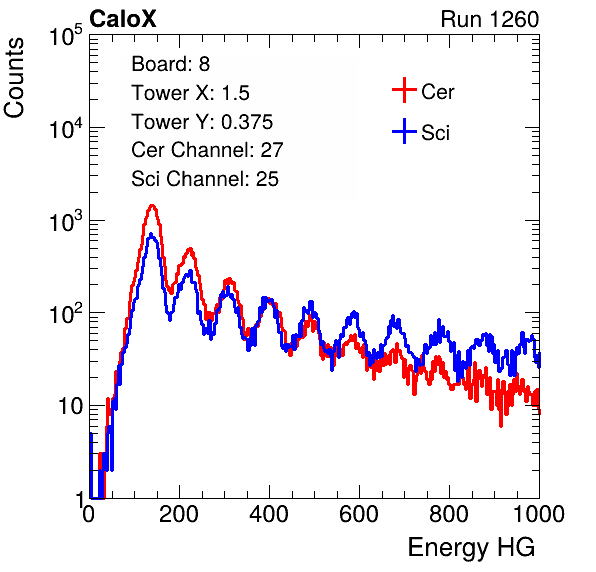 CaloX Run 1260
Counts
Board: 8
Tower X: 1.5
Tower Y: 0.375
Cer Channel: 27
Sci Channel: 25
Cer
Sci
10^5
10^4
10^3
10^2
10
1
0 200 400 600 800 1000
Energy HG